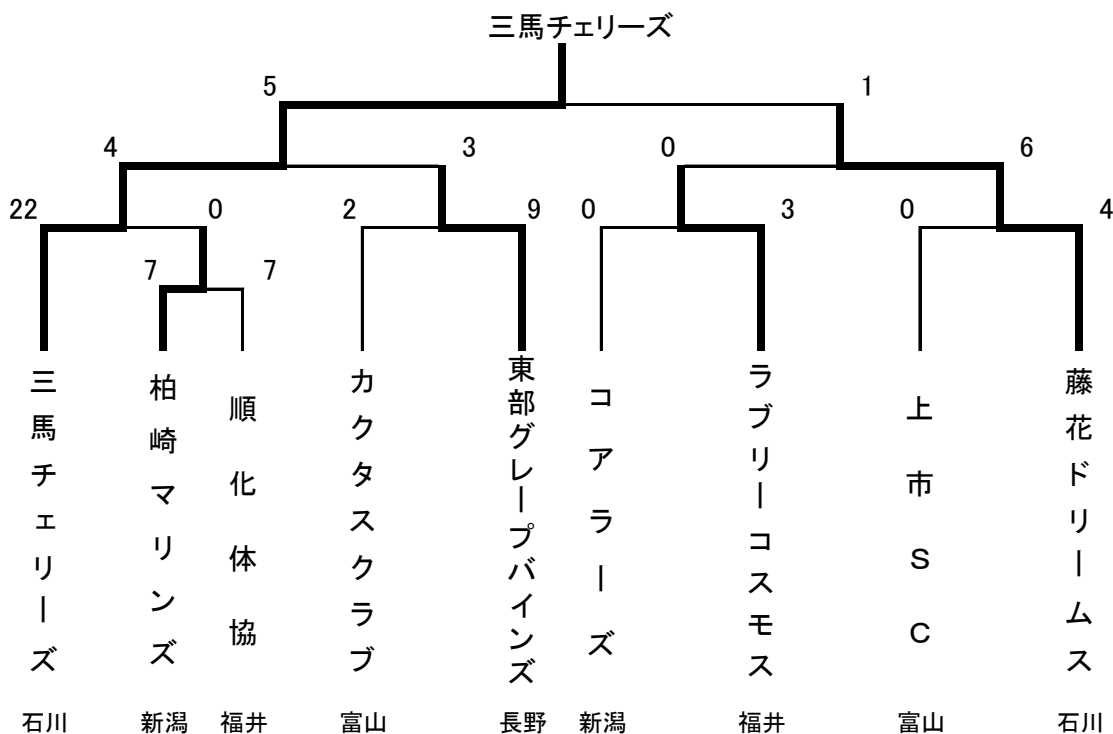 三馬チェリーズ
5 1
4 3 0 6
22 0 2 9 0 3 0 4
7 7
三馬チェリーズ
柏崎マリンズ
順化体協
カクタスクラブ
東部グレープバインズ
コアラーズ
ラブリーコスモス
上市SC
藤花ドリームス
石川 新潟 福井 富山 長野 新潟 福井 富山 石川